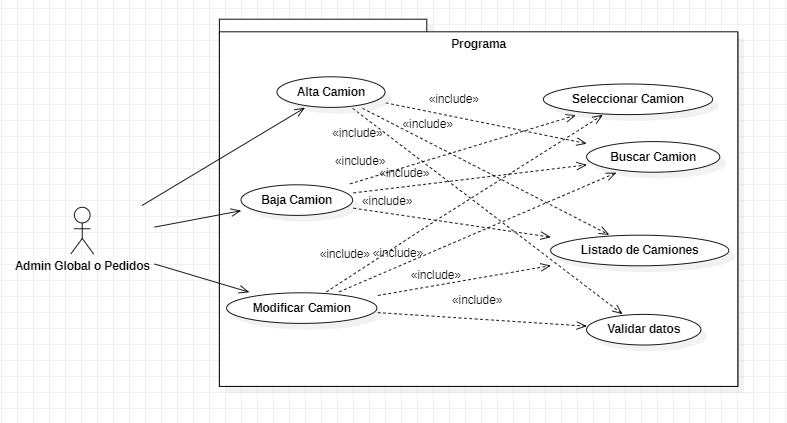 Programa
Alta Camion
«include»
Seleccionar Camion
«include»
«include»
Buscar Camion
«include»
«include»
Baja Camion
«include»
Admin Global o Pedidos
Listado de Camiones
«include»
«include»
«include»
Modificar Camion
«include»
Validar datos